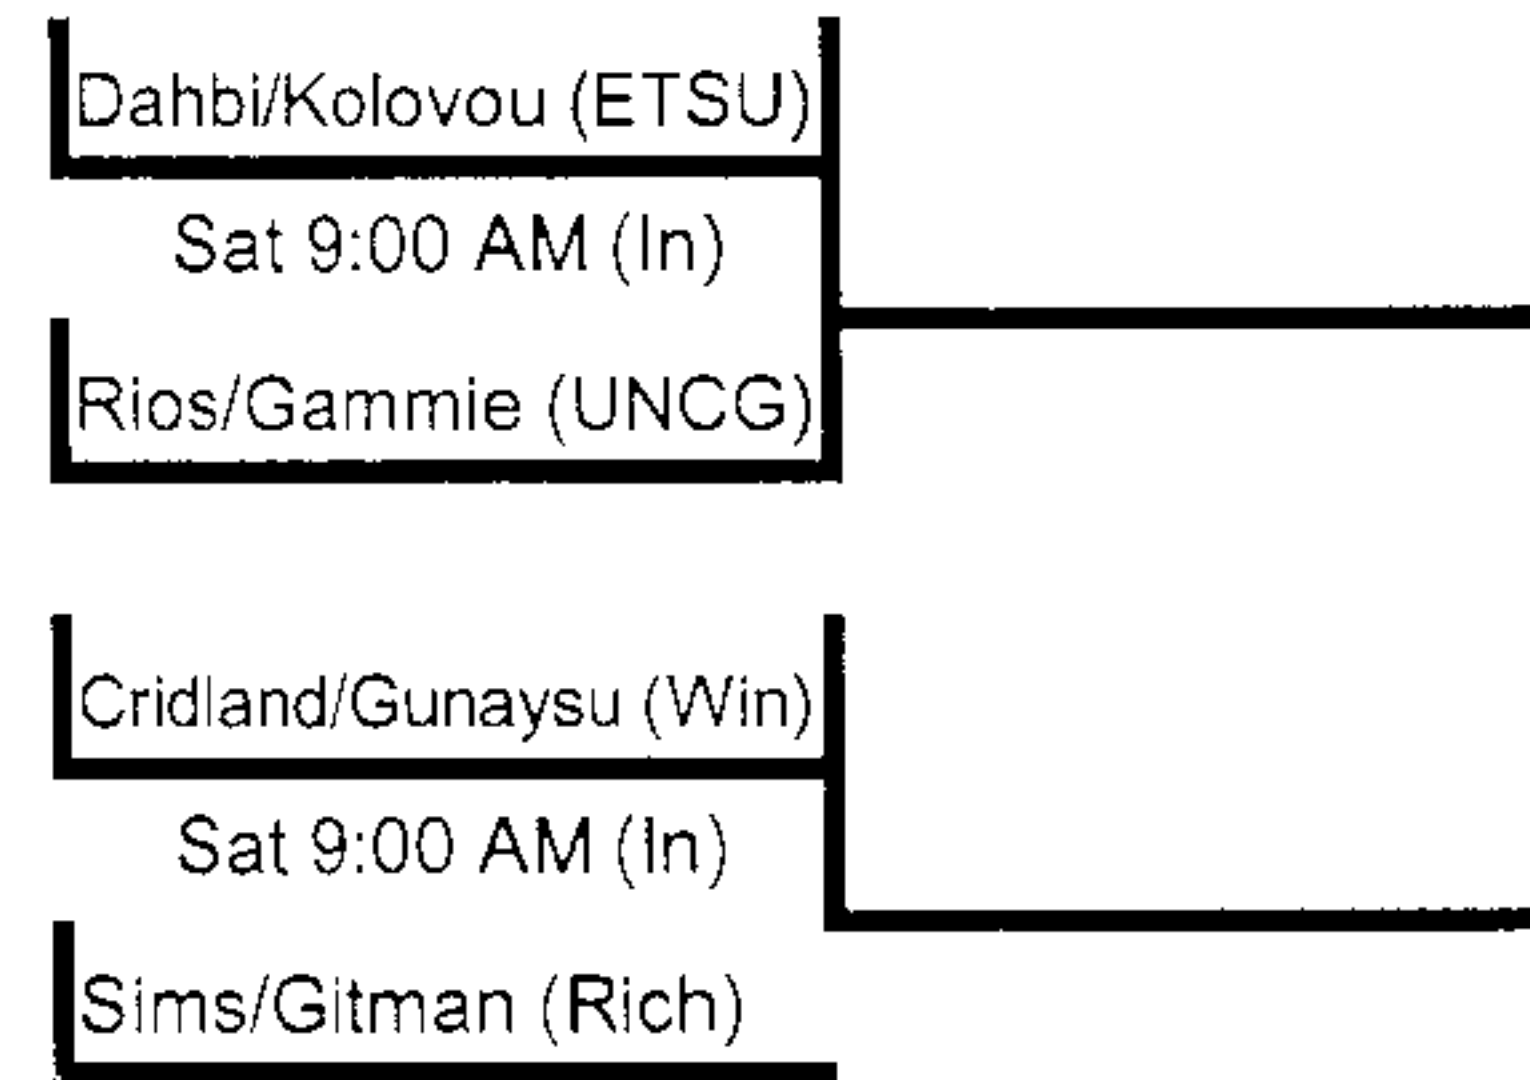 Dahbi/Kolovou (ETSU)
Sat 9:00 AM (In)
Rios/Gammie (UNCG)
Cridland/Gunaysu (Win)
Sat 9:00 AM (In)
Sims/Gitman (Rich)